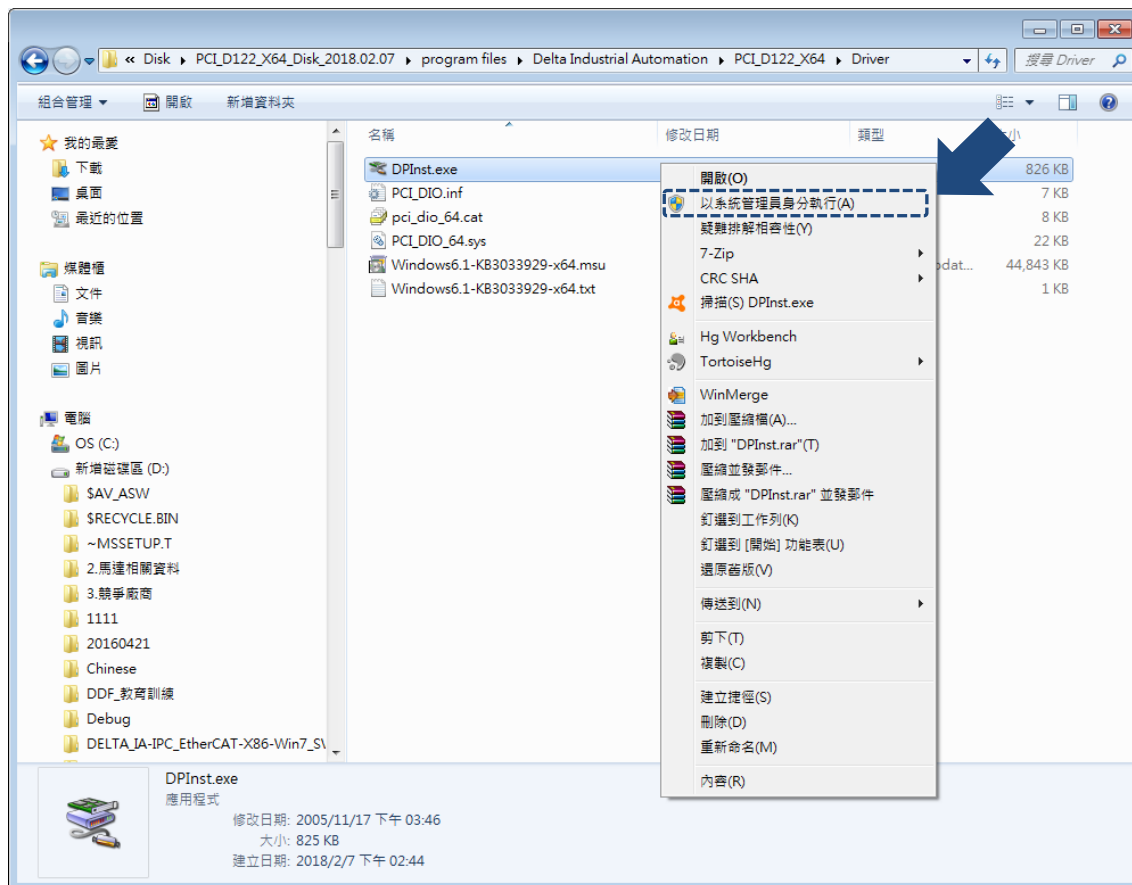 « Disk ▸ PCI_D122_X64_Disk_2018.02.07 ▸ program files ▸ Delta Industrial Automation ▸ PCI_D122_X64 ▸ Driver
搜尋 Driver
組合管理 開啟 新增資料夾
我的最愛
下載
桌面
最近的位置
媒體櫃
文件
音樂
視訊
圖片
電腦
OS (C:)
新增磁碟區 (D:)
$AV_ASW
$RECYCLE.BIN
~MSSETUP.T
2.馬達相關資料
3.競爭廠商
1111
20160421
Chinese
DDF_教育訓練
Debug
DELTA_IA-IPC_EtherCAT-X86-Win7_S\
名稱 修改日期 類型 小
DPInst.exe 826 KB
PCI_DIO.inf 7 KB
pci_dio_64.cat 8 KB
PCI_DIO_64.sys 22 KB
Windows6.1-KB3033929-x64.msu pdat... 44,843 KB
Windows6.1-KB3033929-x64.txt 1 KB
開啟(O)
以系統管理員身分執行(A)
疑難排解相容性(Y)
7-Zip
CRC SHA
掃描(S) DPInst.exe
Hg Workbench
TortoiseHg
WinMerge
加到壓縮檔(A)...
加到 "DPInst.rar"(T)
壓縮並發郵件...
壓縮成 "DPInst.rar" 並發郵件
釘選到工作列(K)
釘選到 [開始] 功能表(U)
還原舊版(V)
傳送到(N)
剪下(T)
複製(C)
建立捷徑(S)
刪除(D)
重新命名(M)
內容(R)
DPInst.exe
應用程式
修改日期: 2005/11/17 下午 03:46
大小: 825 KB
建立日期: 2018/2/7 下午 02:44